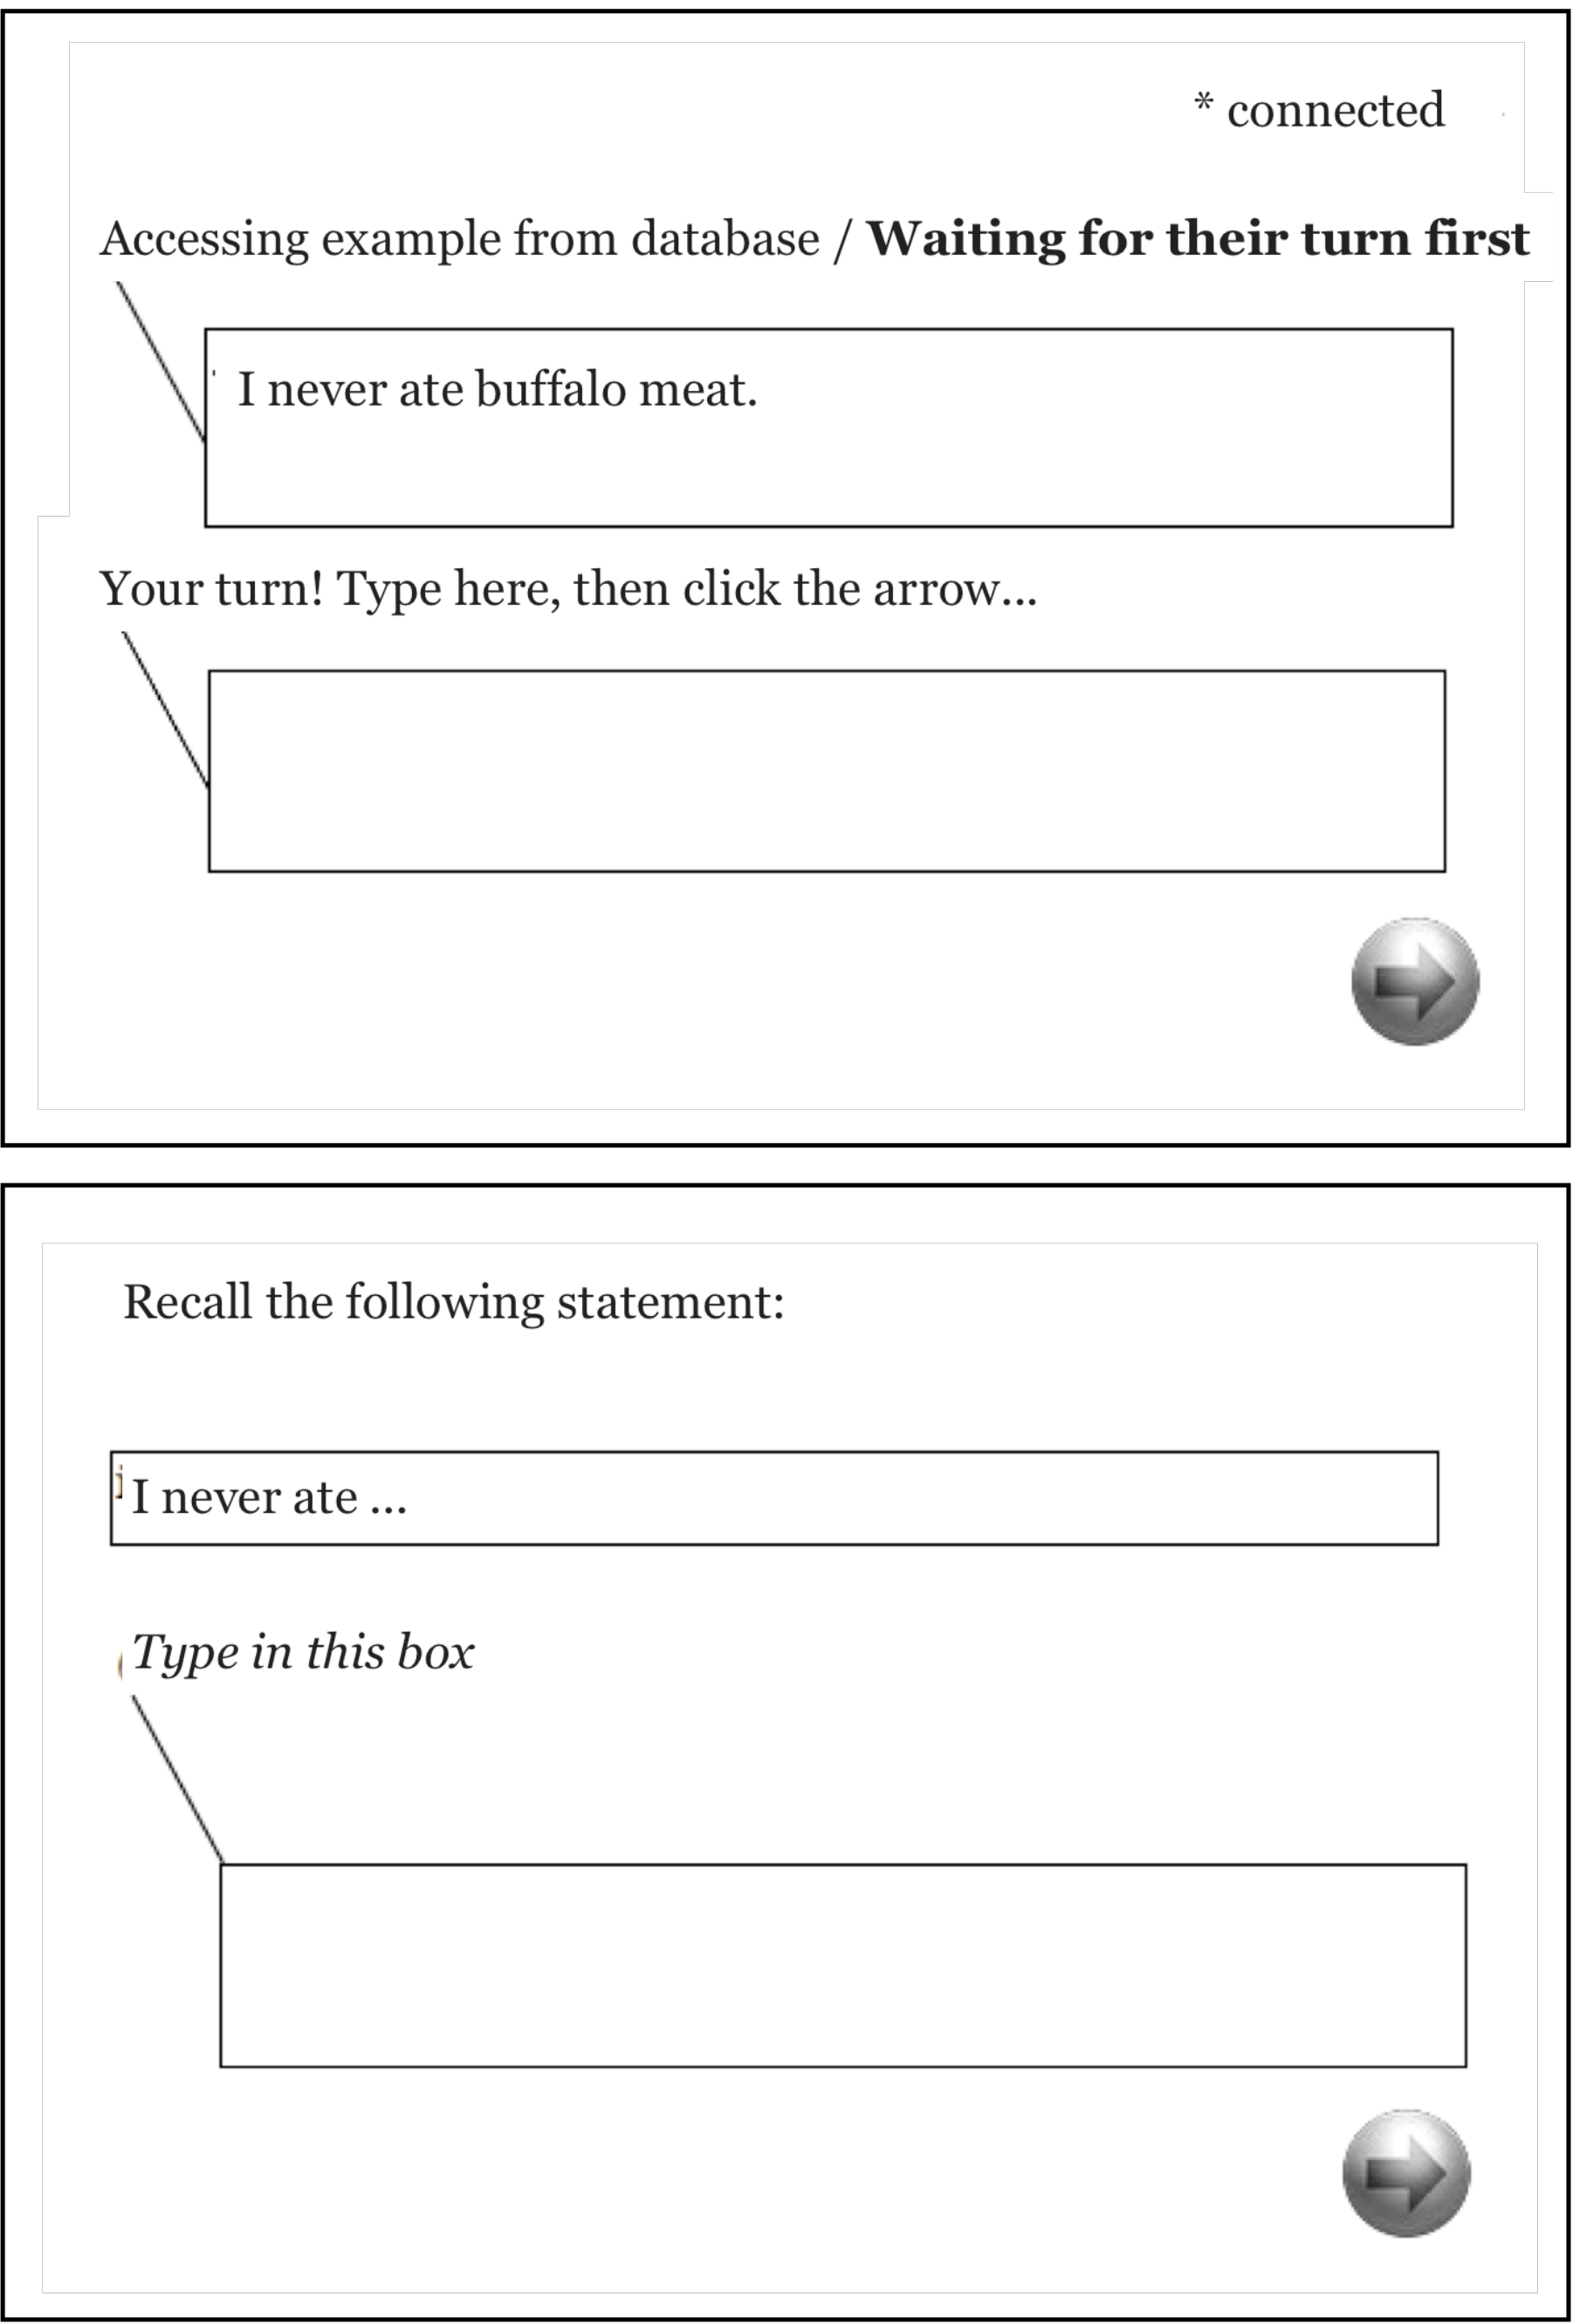 * connected
Accessing example from database / Waiting for their turn first
I never ate buffalo meat.
Your turn! Type here, then click the arrow...
Recall the following statement:
I never ate ...
Type in this box